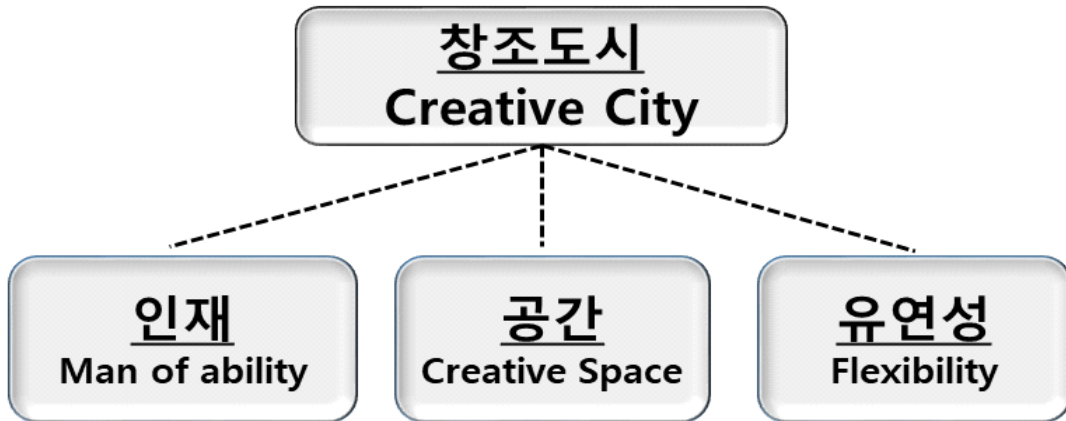 창조도시
Creative City
인재
Man of ability
공간
Creative Space
유연성
Flexibility